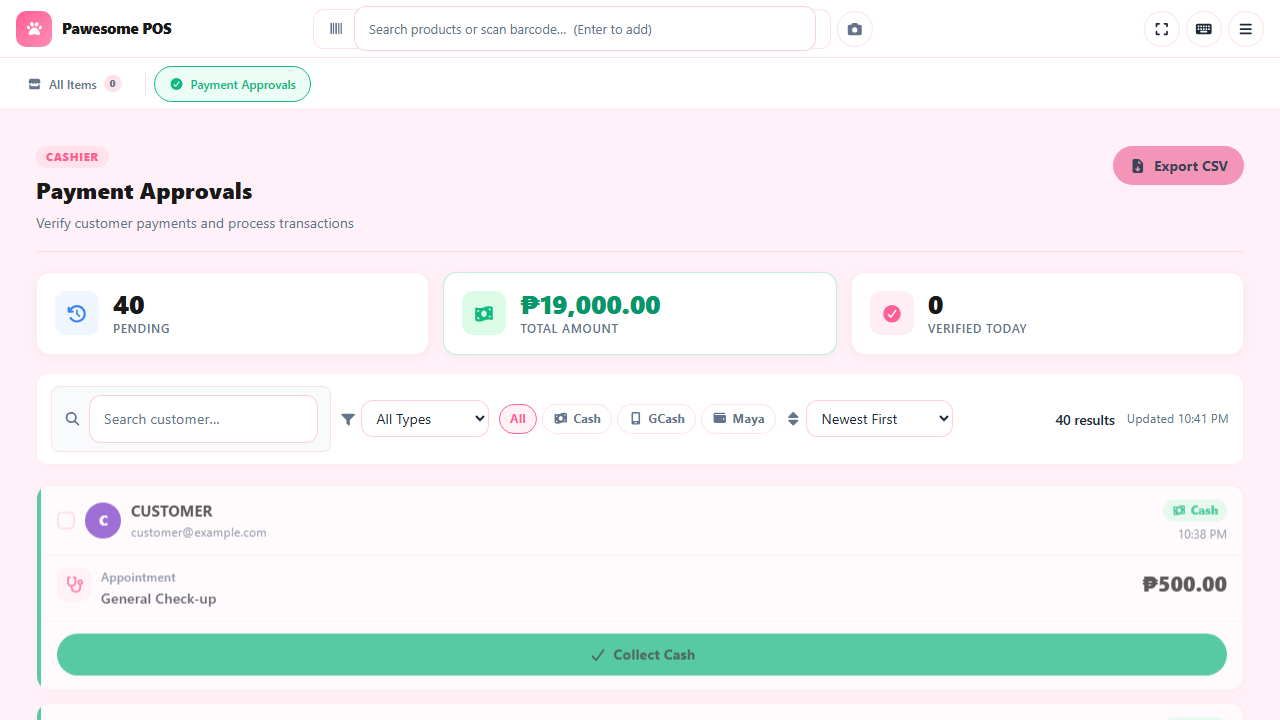 Pawesome POS
Search products or scan barcode... (Enter to add)
All Items 0
Payment Approvals
CASHIER
Payment Approvals
Verify customer payments and process transactions
Export CSV
40
PENDING
₱19,000.00
TOTAL AMOUNT
0
VERIFIED TODAY
Search customer...
All Types
All
Cash
GCash
Maya
Newest First
40 results
Updated 10:41 PM
C
CUSTOMER
customer@example.com
Cash
10:38 PM
Appointment
General Check-up
₱500.00
Collect Cash